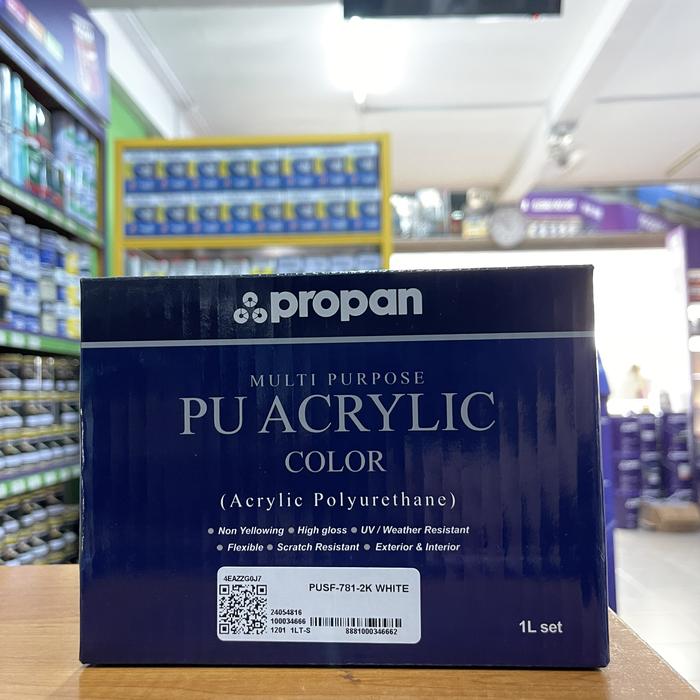 propan
MULTI PURPOSE
PU ACRYLIC
COLOR
(Acrylic Polyurethane)
Non Yellowing High gloss UV / Weather Resistant
Flexible Scratch Resistant Exterior & Interior
4EAZZG0J7
PUSF-781-2K WHITE
24054816
100034666
1201 1LT-S 8881000346662
1L set